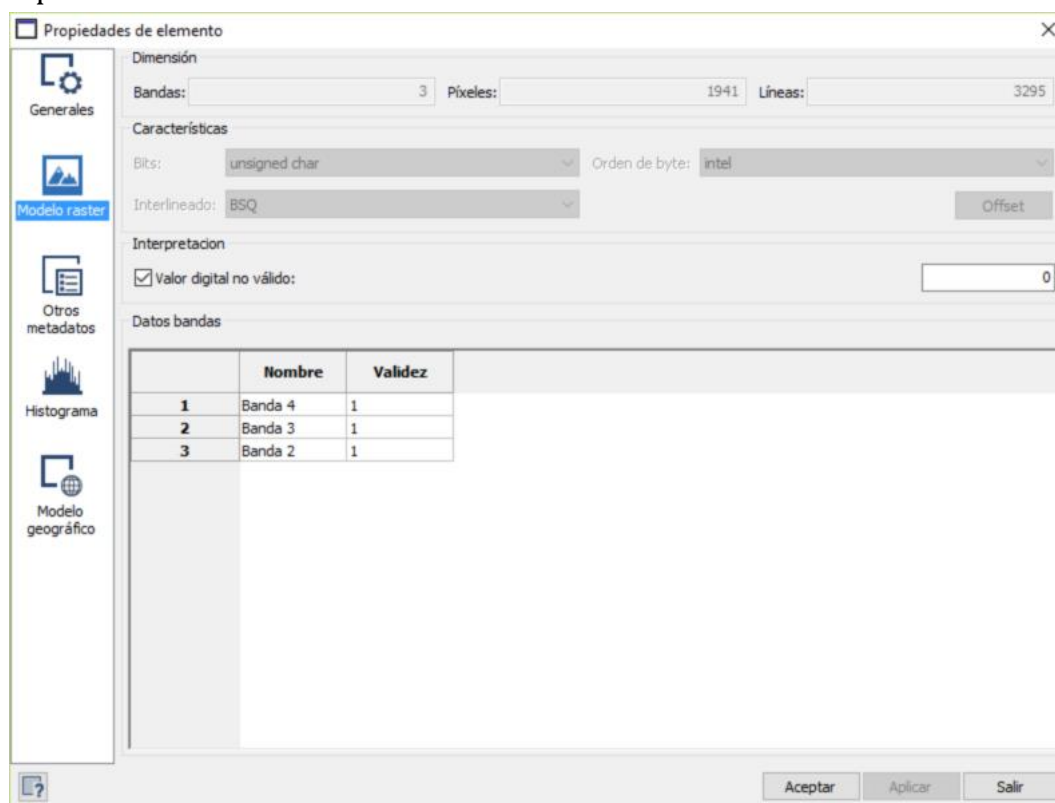 Propiedades de elemento
Generales
Modelo raster
Otros
metadatos
Histograma
Modelo
geográfico
Dimensión
Bandas: 3 Píxeles: 1941 Líneas: 3295
Características
Bits: unsigned char Orden de byte: intel
Interlineado: BSQ Offset
Interpretacion
Valor digital no válido: 0
Datos bandas
Nombre Validez
1 Banda 4 1
2 Banda 3 1
3 Banda 2 1
Aceptar Aplicar Salir